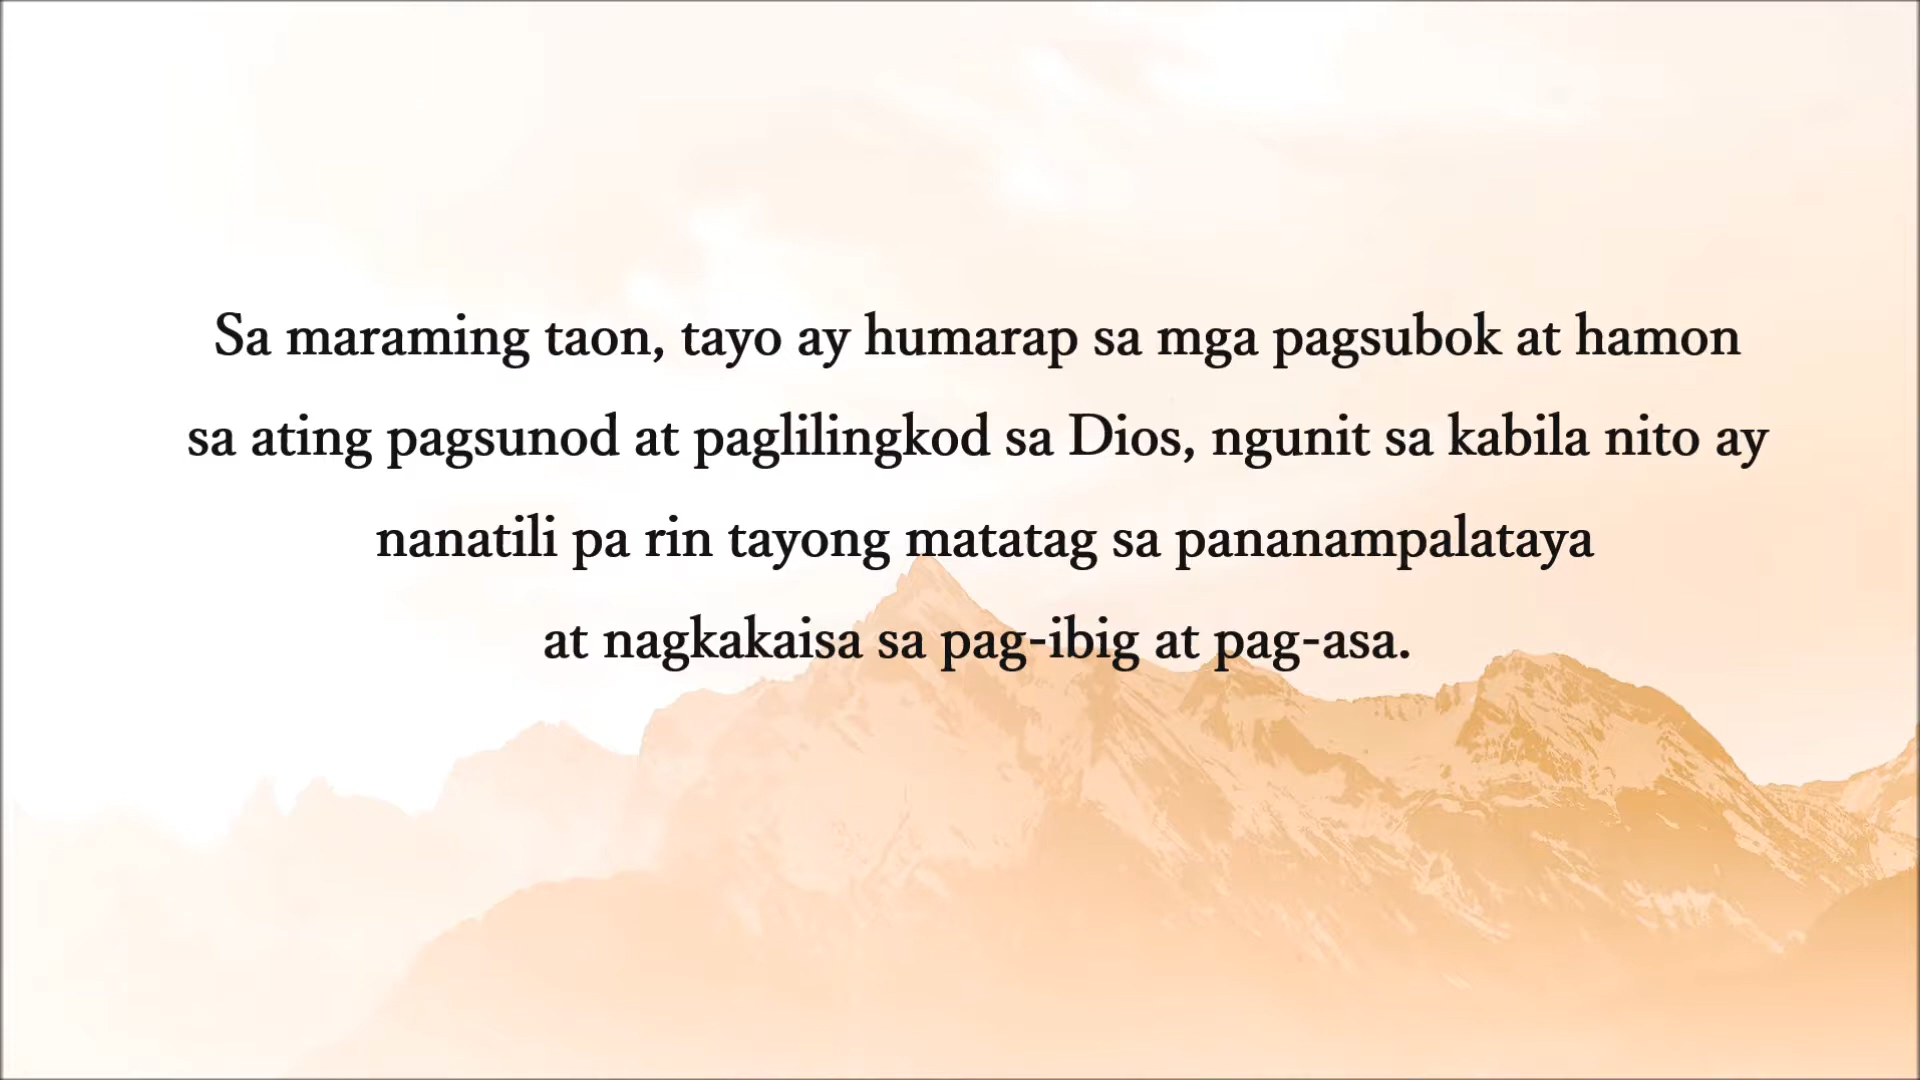 Sa maraming taon, tayo ay humarap sa mga pagsubok at hamon
sa ating pagsunod at paglilingkod sa Dios, ngunit sa kabila nito ay
nanatili pa rin tayong matatag sa pananampalataya
at nagkakaisa sa pag-ibig at pag-asa.